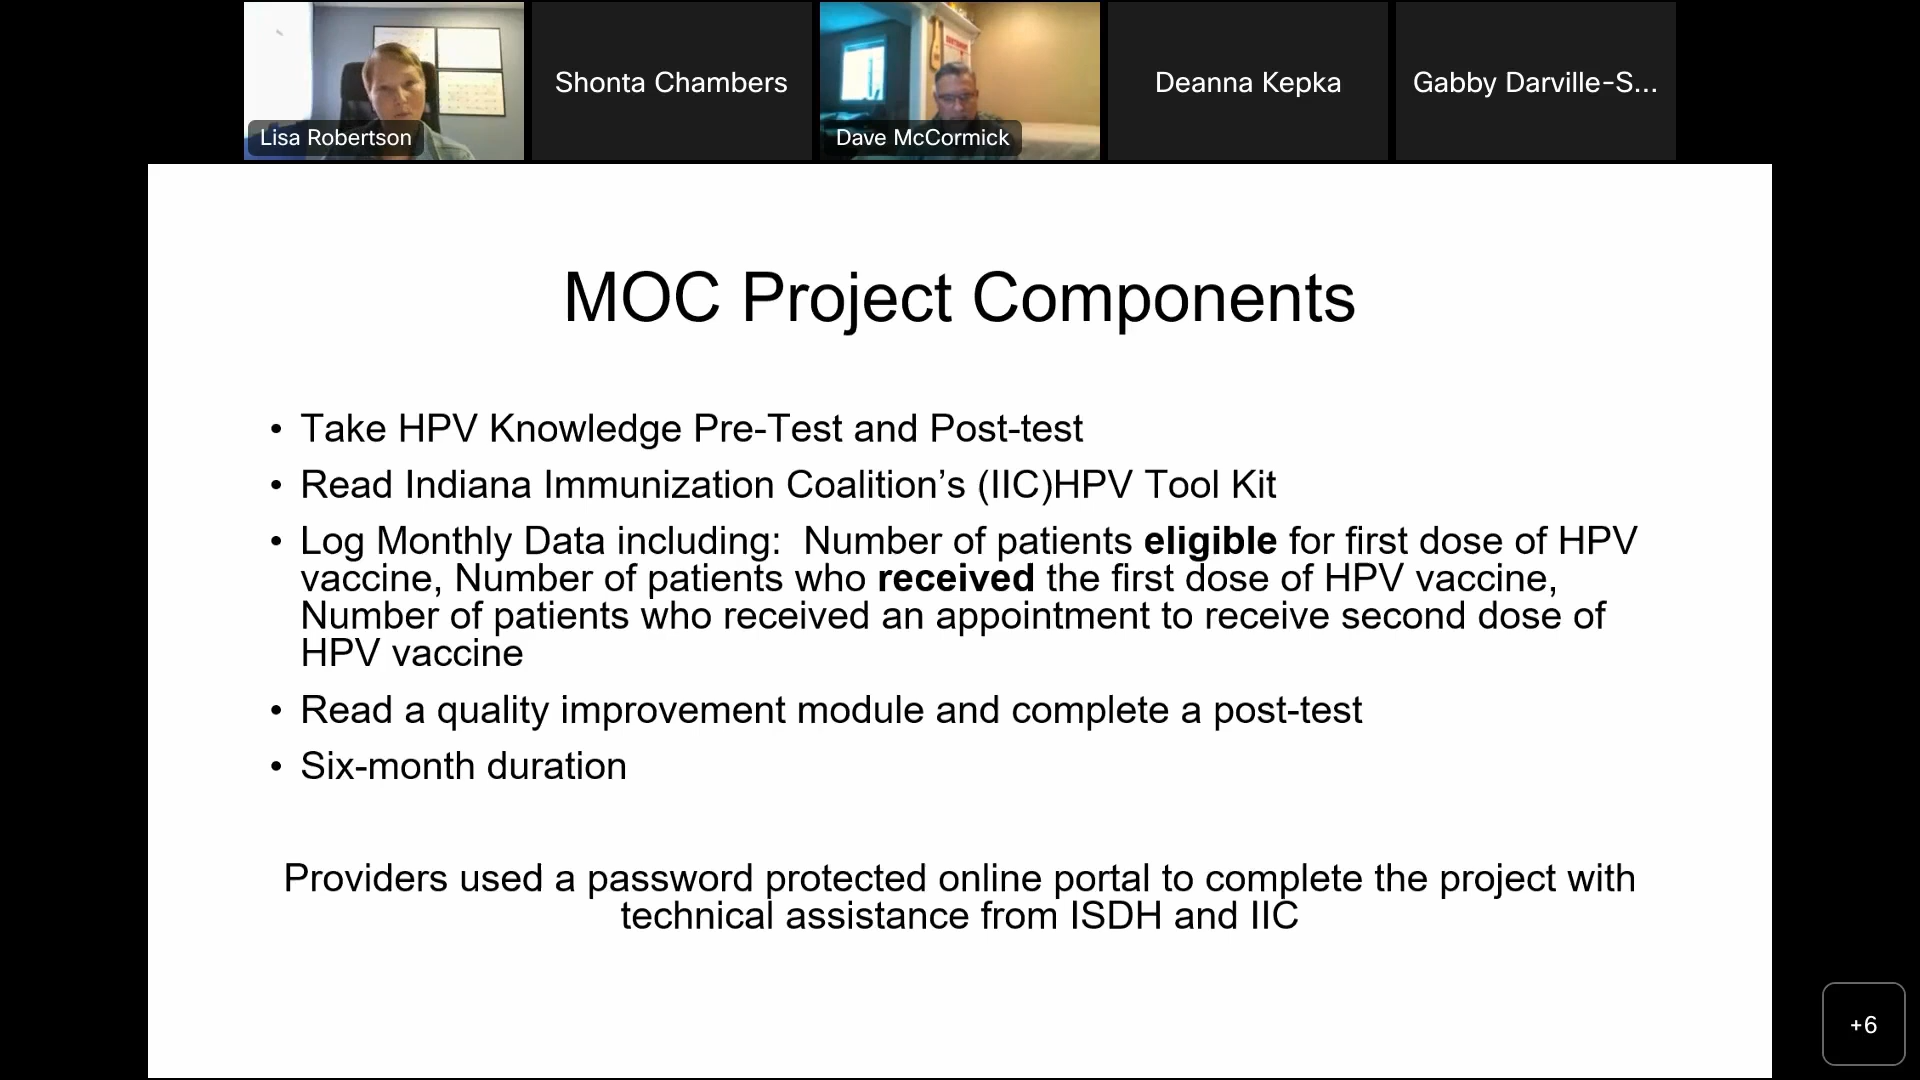 Lisa Robertson
Shonta Chambers
Dave McCormick
Deanna Kepka
Gabby Darville-S...
MOC Project Components
• Take HPV Knowledge Pre-Test and Post-test
• Read Indiana Immunization Coalition’s (IIC)HPV Tool Kit
• Log Monthly Data including:  Number of patients eligible for first dose of HPV
vaccine, Number of patients who received the first dose of HPV vaccine,
Number of patients who received an appointment to receive second dose of
HPV vaccine
• Read a quality improvement module and complete a post-test
• Six-month duration
Providers used a password protected online portal to complete the project with
technical assistance from ISDH and IIC
+6